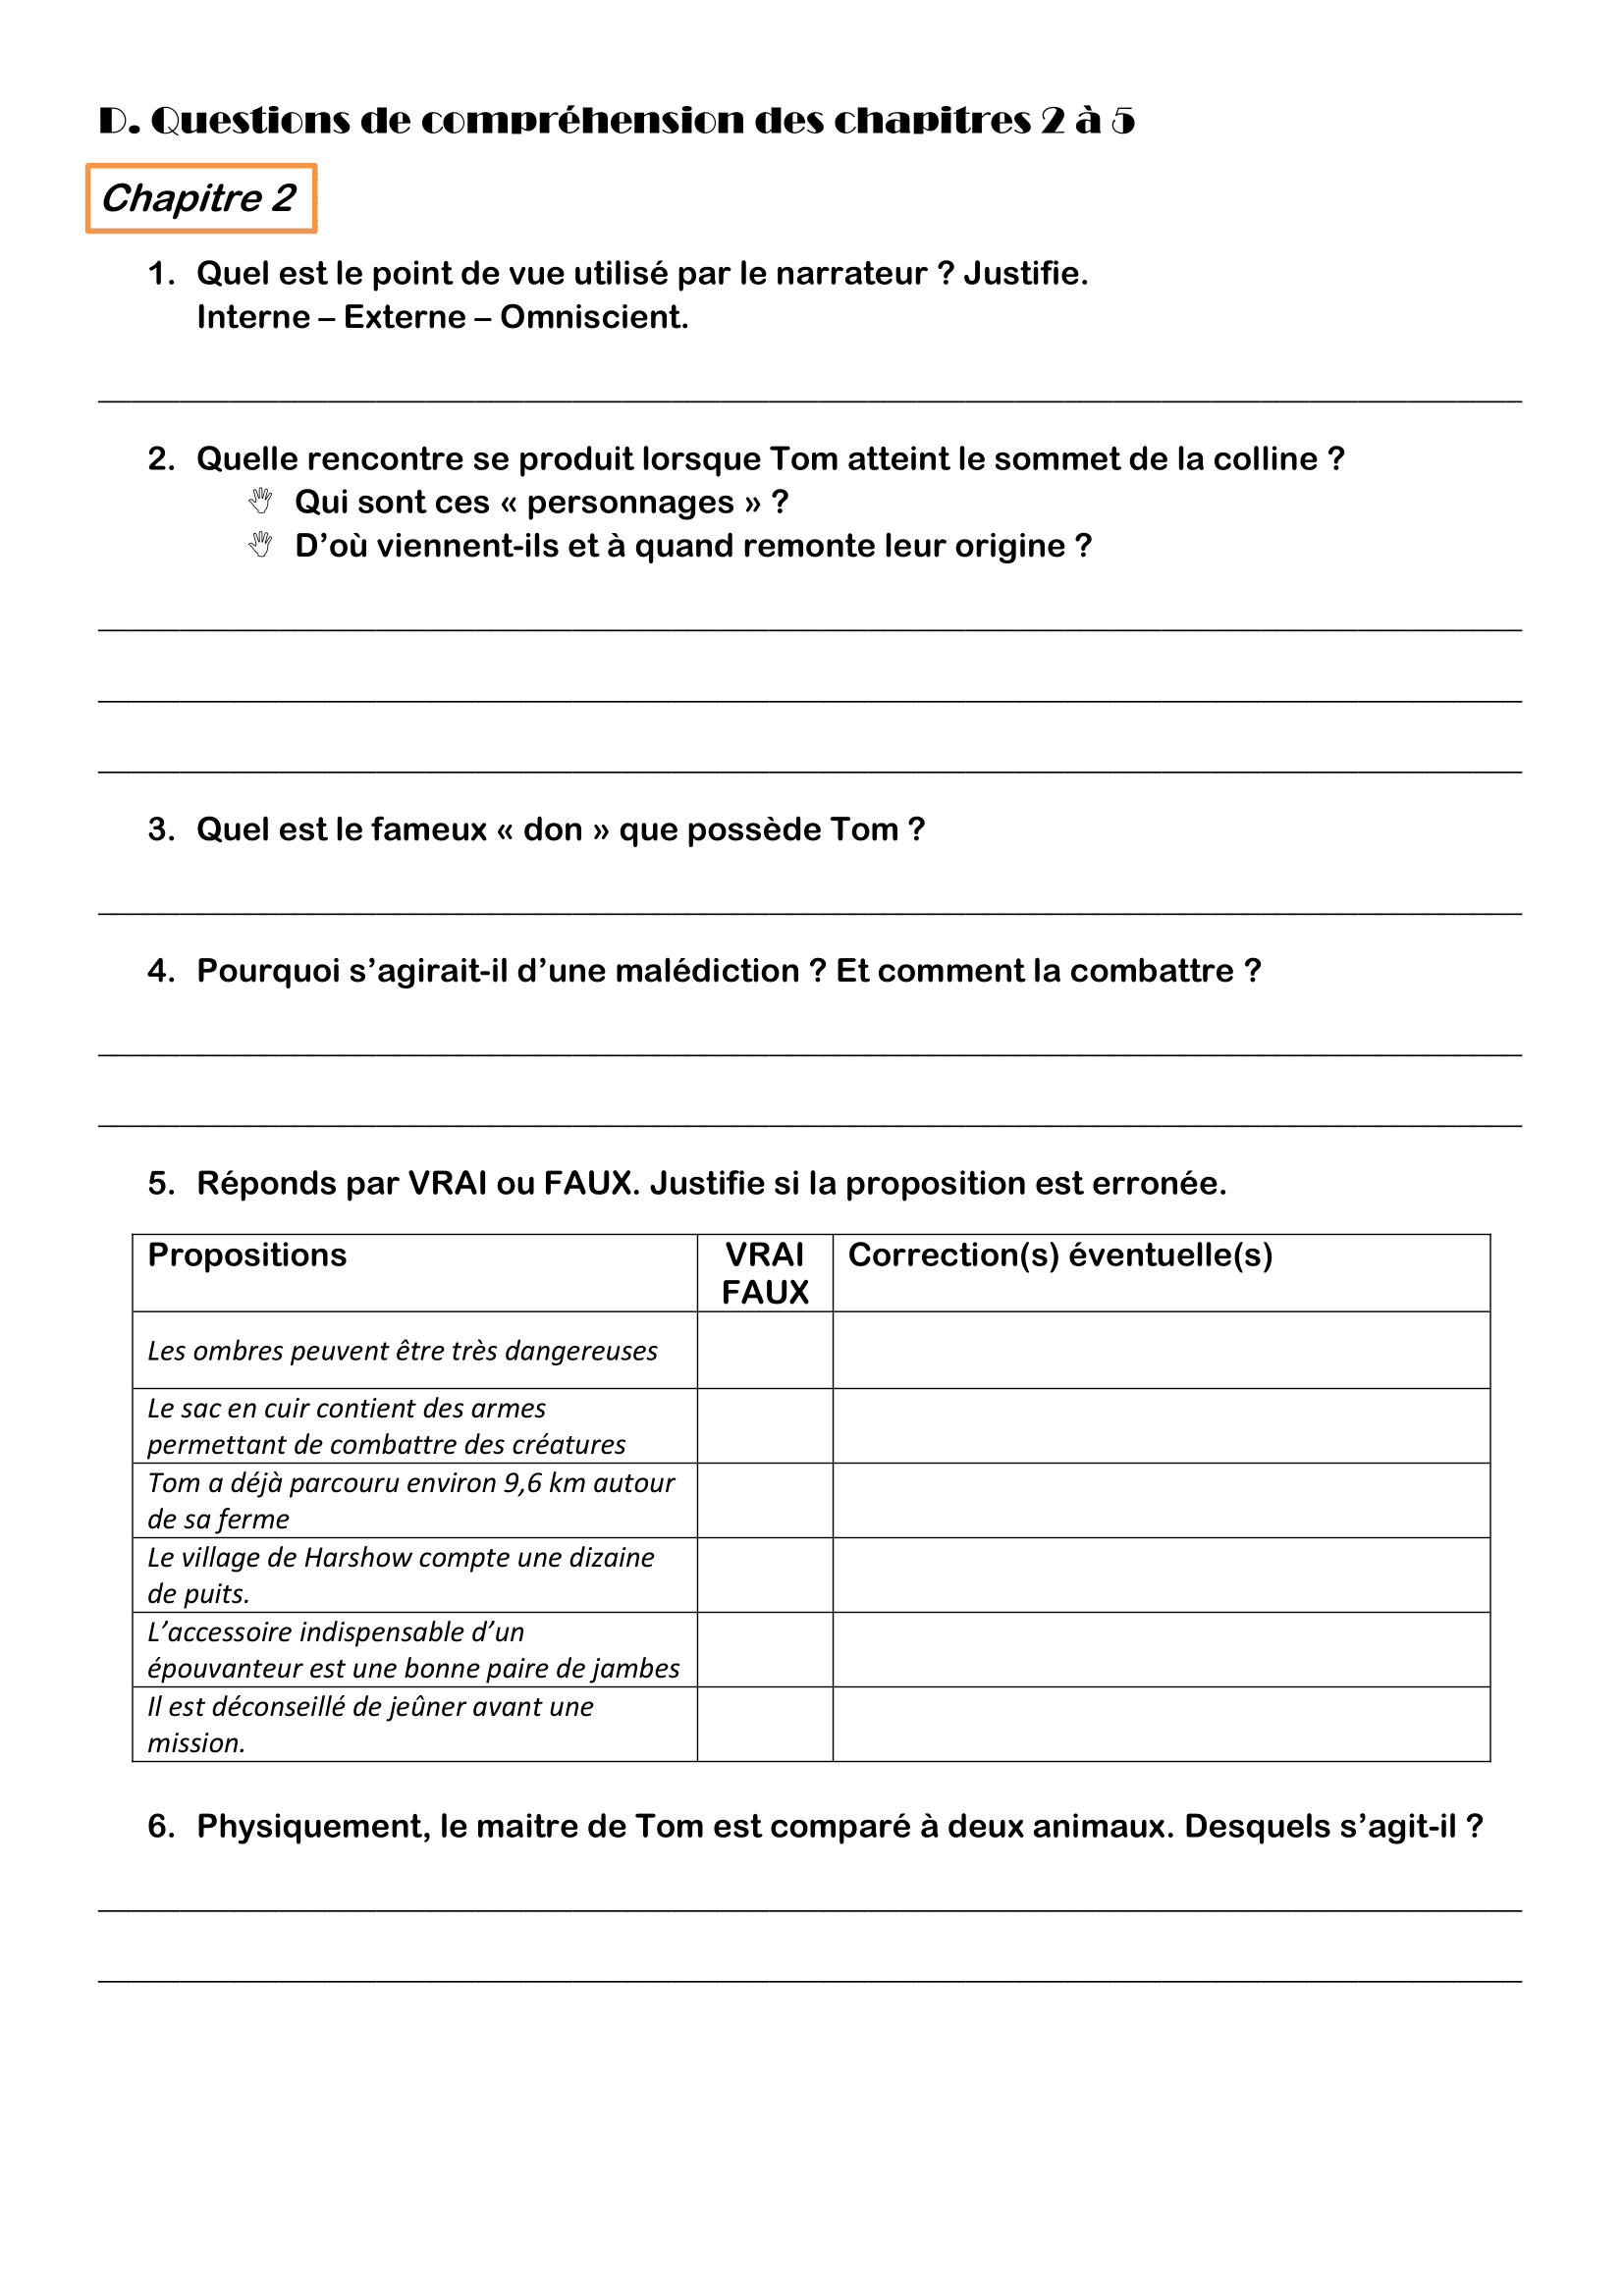 D. Questions de compréhension des chapitres 2 à 5
Chapitre 2
1. Quel est le point de vue utilisé par le narrateur ? Justifie.
Interne – Externe – Omniscient.
2. Quelle rencontre se produit lorsque Tom atteint le sommet de la colline ?
Qui sont ces « personnages » ?
D’où viennent-ils et à quand remonte leur origine ?
3. Quel est le fameux « don » que possède Tom ?
4. Pourquoi s’agirait-il d’une malédiction ? Et comment la combattre ?
5. Réponds par VRAI ou FAUX. Justifie si la proposition est erronée.
Propositions VRAI Correction(s) éventuelle(s)
FAUX
Les ombres peuvent être très dangereuses
Le sac en cuir contient des armes
permettant de combattre des créatures
Tom a déjà parcouru environ 9,6 km autour
de sa ferme
Le village de Harshow compte une dizaine
de puits.
L’accessoire indispensable d’un
épouvanteur est une bonne paire de jambes
Il est déconseillé de jeûner avant une
mission.
6. Physiquement, le maitre de Tom est comparé à deux animaux. Desquels s’agit-il ?